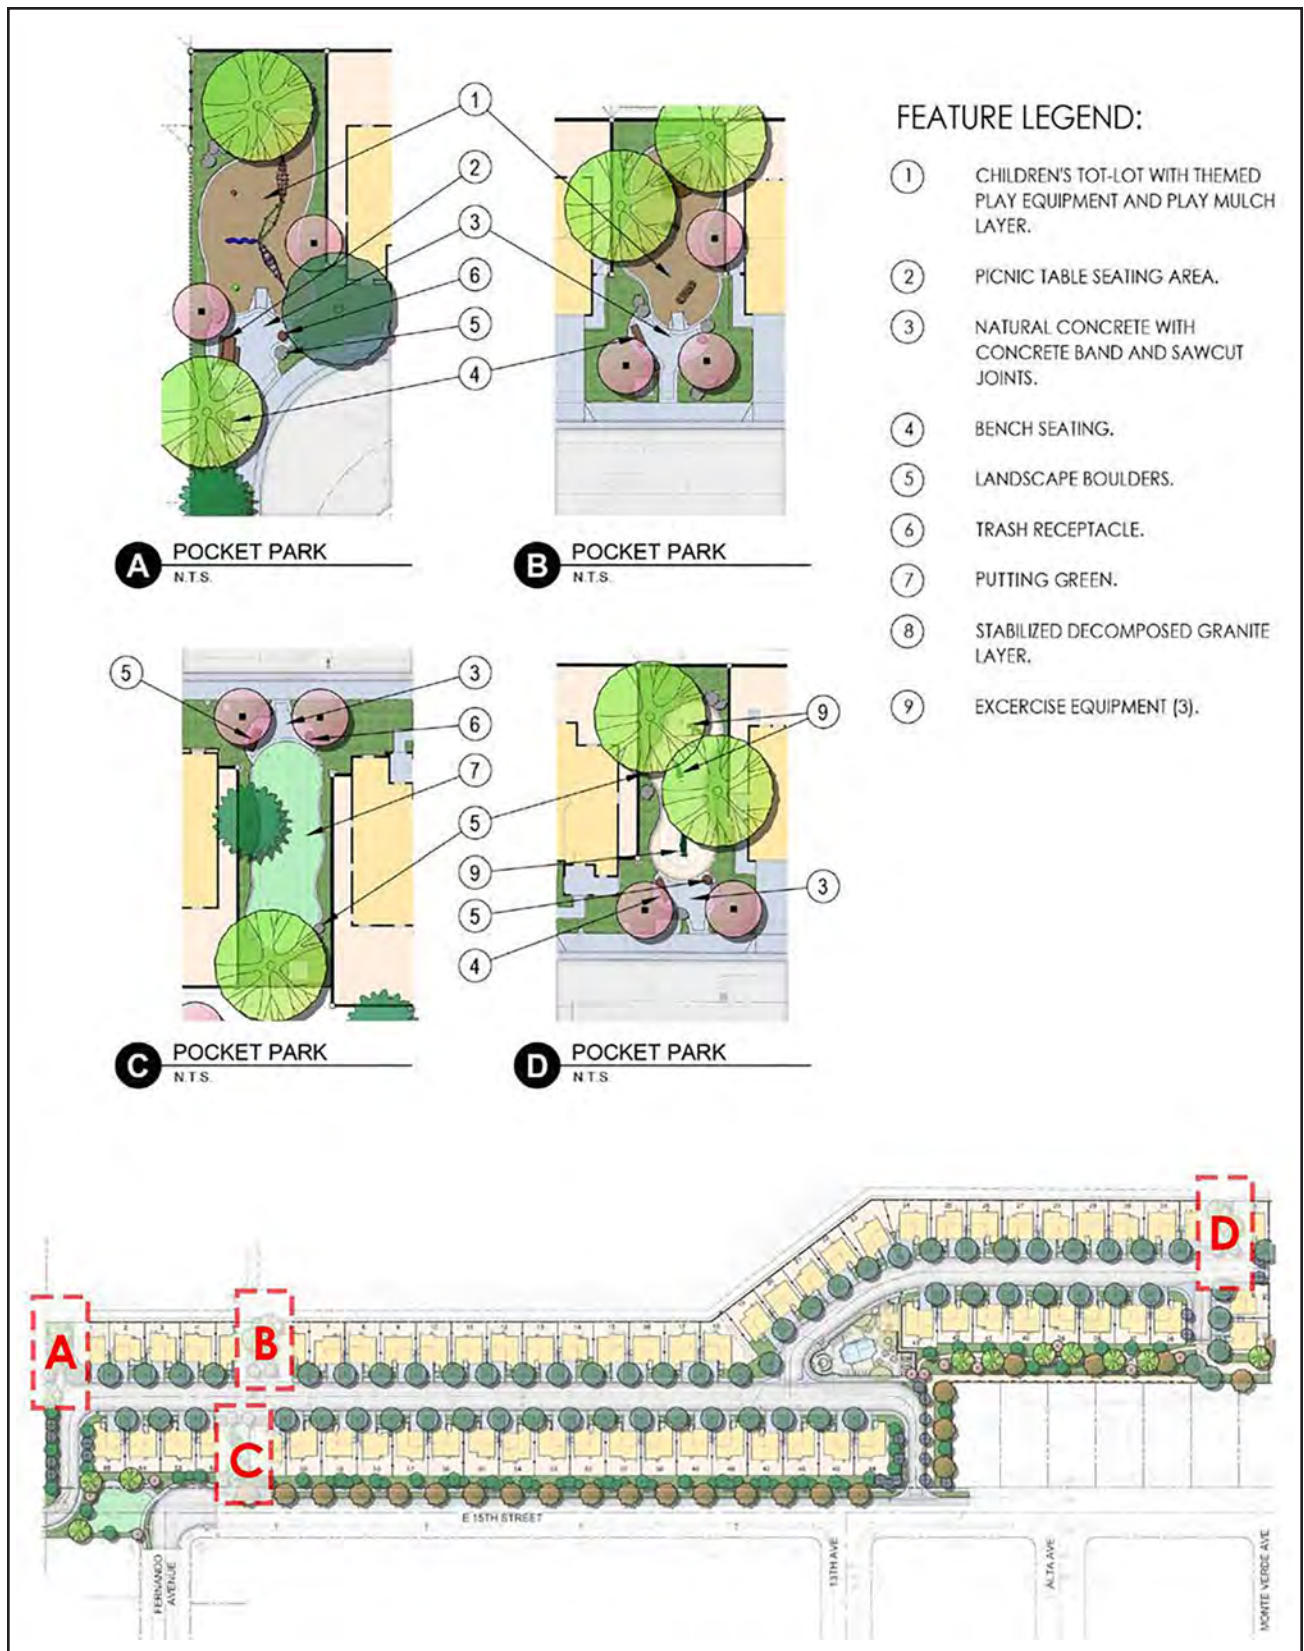 1
2
3
6
5
4
A POCKET PARK
N.T.S.
B POCKET PARK
N.T.S.
FEATURE LEGEND:
1 CHILDREN'S TOT-LOT WITH THEMED
PLAY EQUIPMENT AND PLAY MULCH
LAYER.
2 PICNIC TABLE SEATING AREA.
3 NATURAL CONCRETE WITH
CONCRETE BAND AND SAWCUT
JOINTS.
4 BENCH SEATING.
5 LANDSCAPE BOULDERS.
6 TRASH RECEPTACLE.
7 PUTTING GREEN.
8 STABILIZED DECOMPOSED GRANITE
LAYER.
9 EXCERCISE EQUIPMENT (3).
5
3
6
7
5
9
5
4
9
3
C POCKET PARK
N.T.S.
D POCKET PARK
N.T.S.
A
B
C
D
E 15TH STREET
FERNANDO
AVENUE
13TH AVE
ALTA AVE
MONTE VERDE AVE